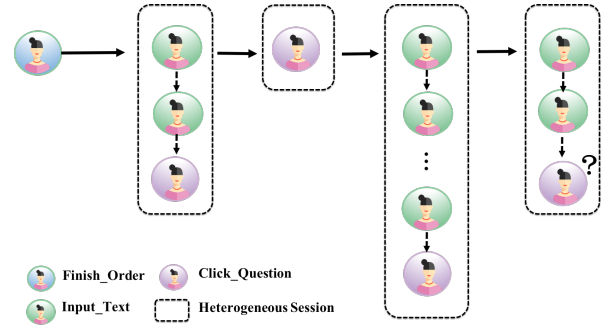 ?
Finish_Order
Click_Question
Input_Text
Heterogeneous Session